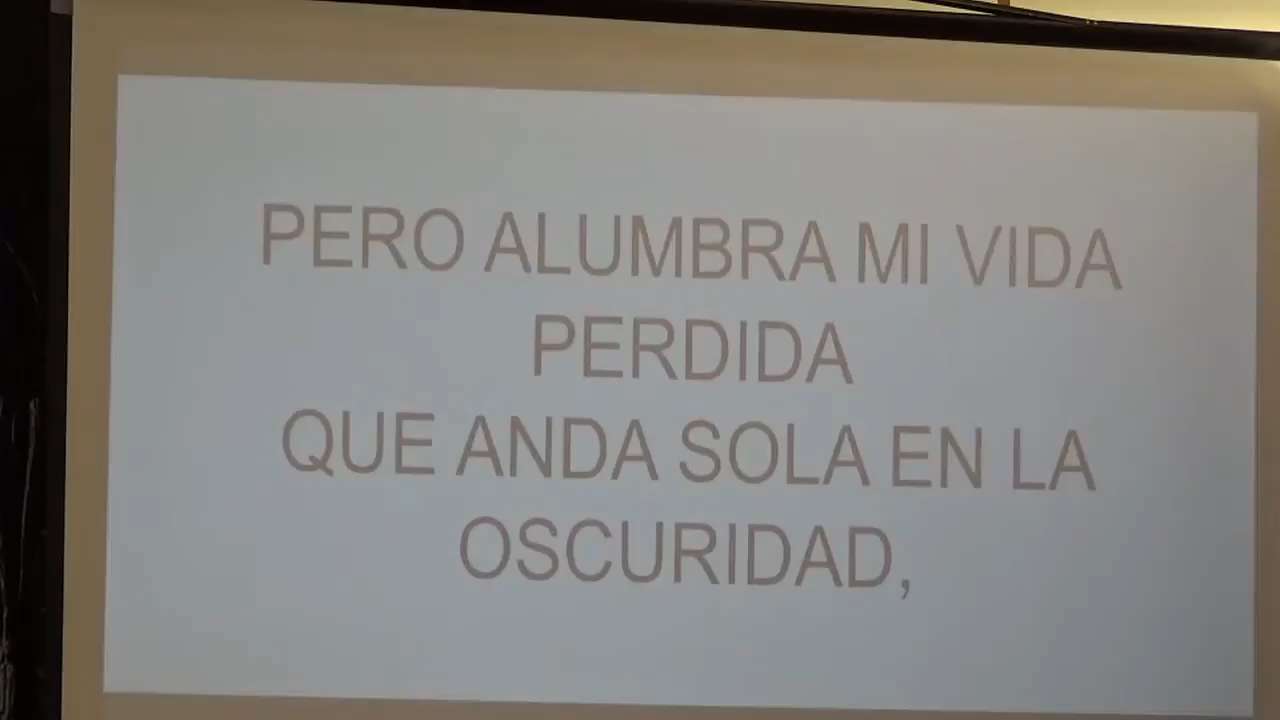 PERO ALUMBRA MI VIDA
PERDIDA
QUE ANDA SOLA EN LA
OSCURIDAD,